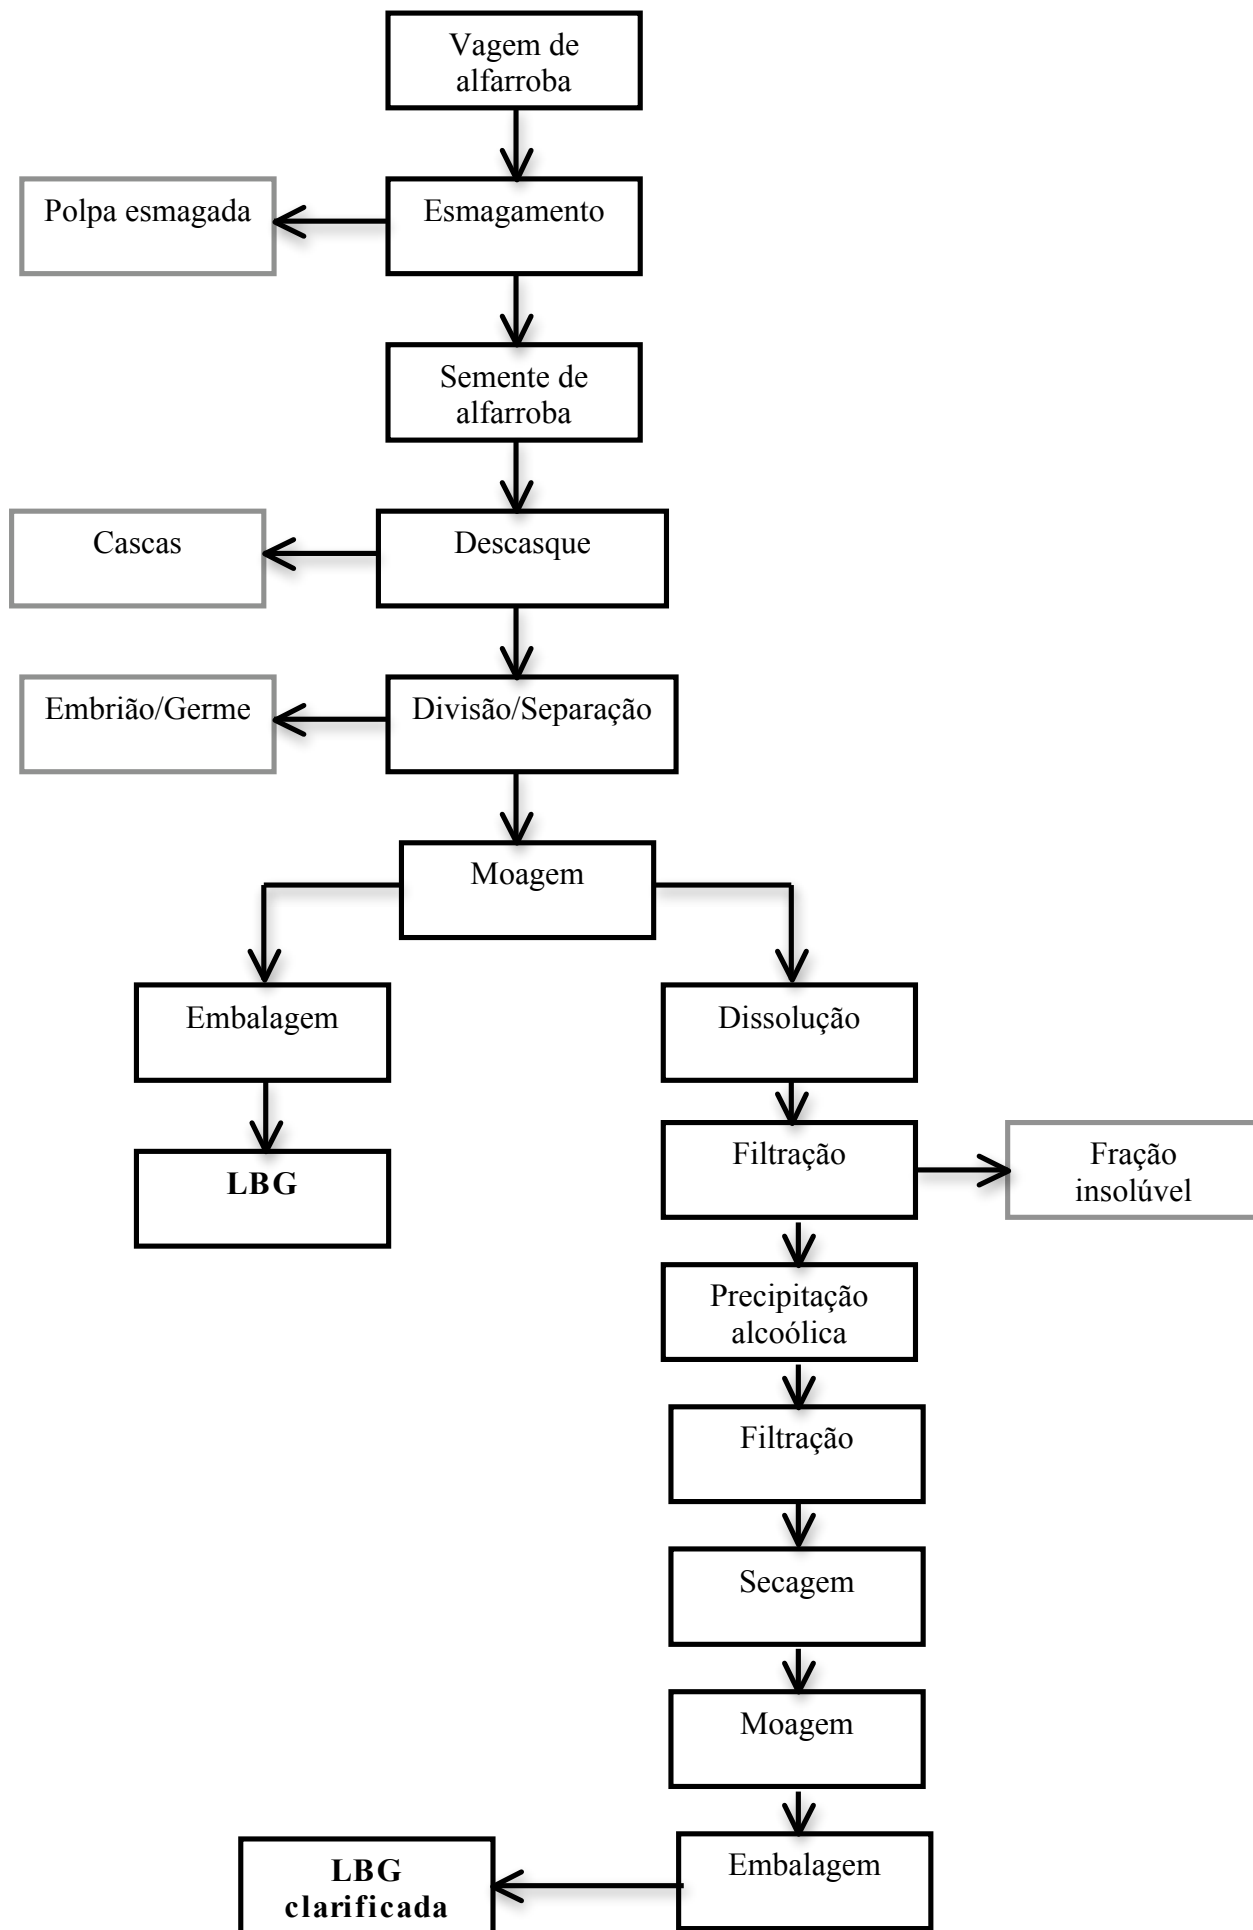 Vagem de
alfarroba
Polpa esmagada
Esmagamento
Semente de
alfarroba
Cascas
Descasque
Embrião/Germe
Divisão/Separação
Moagem
Embalagem
Dissolução
LBG
Filtração
Fração
insolúvel
Precipitação
alcoólica
Filtração
Secagem
Moagem
Embalagem
LBG
clarificada